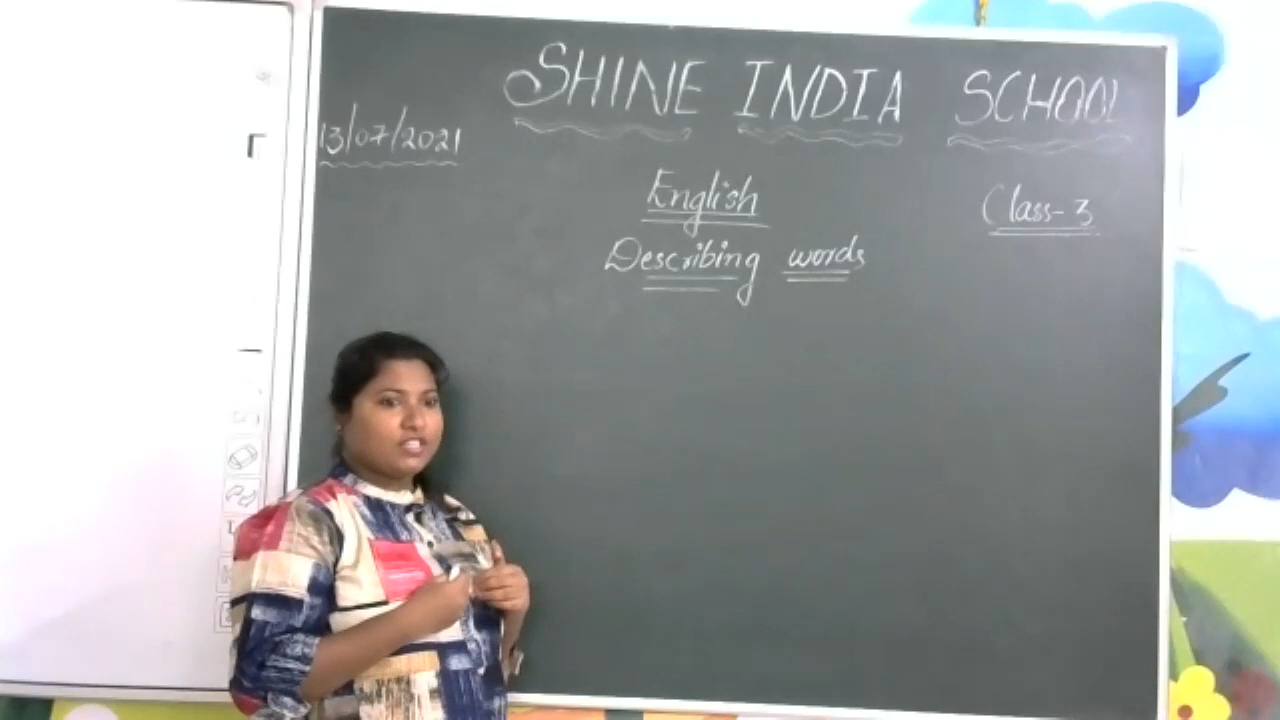 SHINE INDIA SCHOOL
13/07/2021
English
Class-3
Describing words